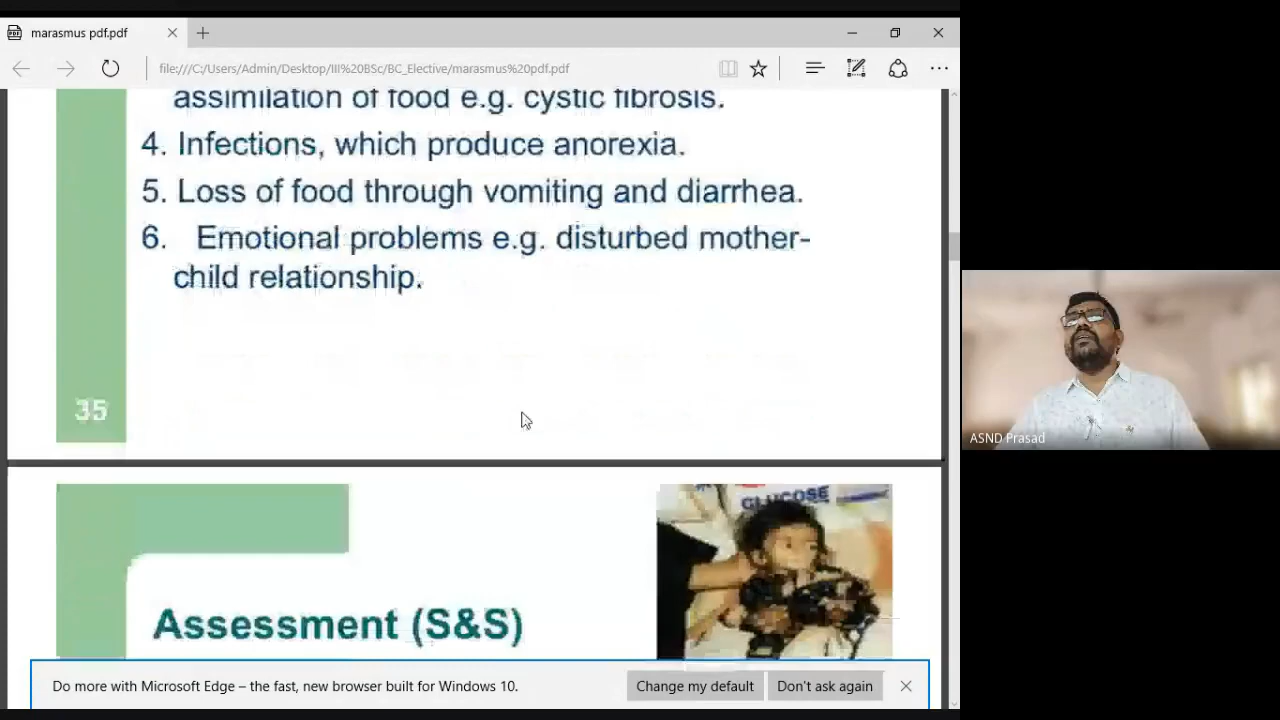 marasmus pdf.pdf
file:///C:/Users/Admin/Desktop/III%20BSc/BC_Elective/marasmus%20pdf.pdf
assimilation of food e.g. cystic fibrosis.
4. Infections, which produce anorexia.
5. Loss of food through vomiting and diarrhea.
6. Emotional problems e.g. disturbed mother-
child relationship.
35
GLUCOSE
Assessment (S&S)
ASND Prasad
Do more with Microsoft Edge – the fast, new browser built for Windows 10.
Change my default
Don't ask again